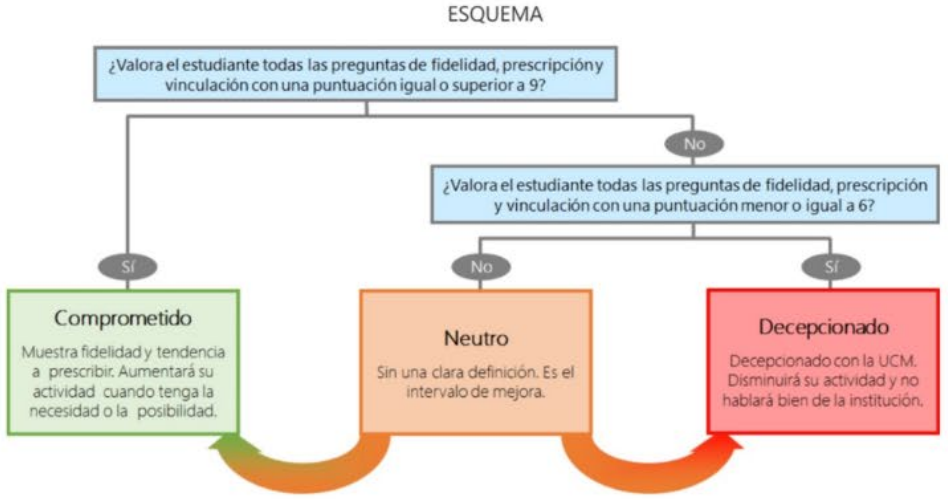 ESQUEMA
¿Valora el estudiante todas las preguntas de fidelidad, prescripción y
vinculación con una puntuación igual o superior a 9?
No
¿Valora el estudiante todas las preguntas de fidelidad, prescripción
y vinculación con una puntuación menor o igual a 6?
Sí
No
Sí
Comprometido
Muestra fidelidad y tendencia
a prescribir. Aumentará su
actividad cuando tenga la
necesidad o la posibilidad.
Neutro
Sin una clara definición. Es el
intervalo de mejora.
Decepcionado
Decepcionado con la UCM.
Disminuirá su actividad y no
hablará bien de la institución.